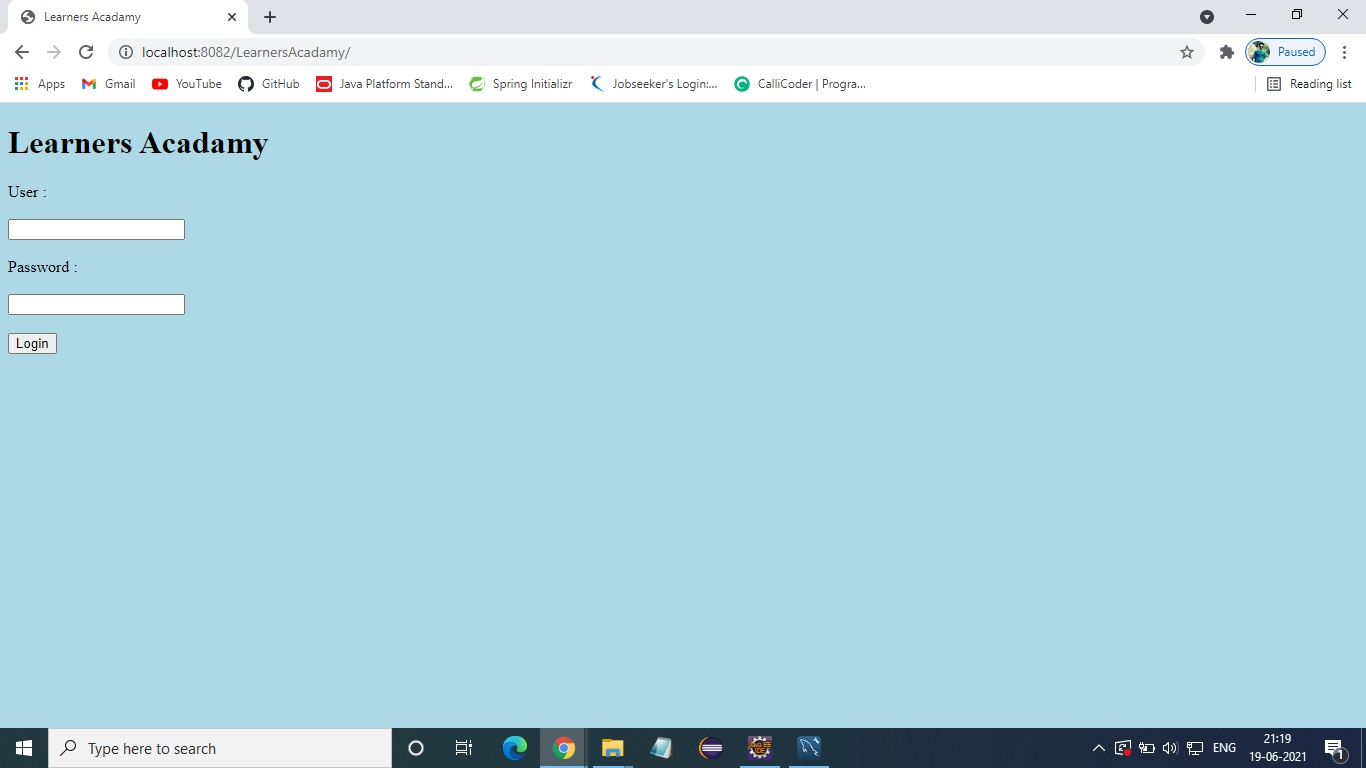 Learners Acadamy
localhost:8082/LearnersAcadamy/
Paused
Apps Gmail YouTube GitHub Java Platform Stand... Spring Initializr Jobseeker's Login:... CalliCoder | Progra... Reading list
Learners Acadamy
User :
Password :
Login
Type here to search
ENG
21:19
19-06-2021
1